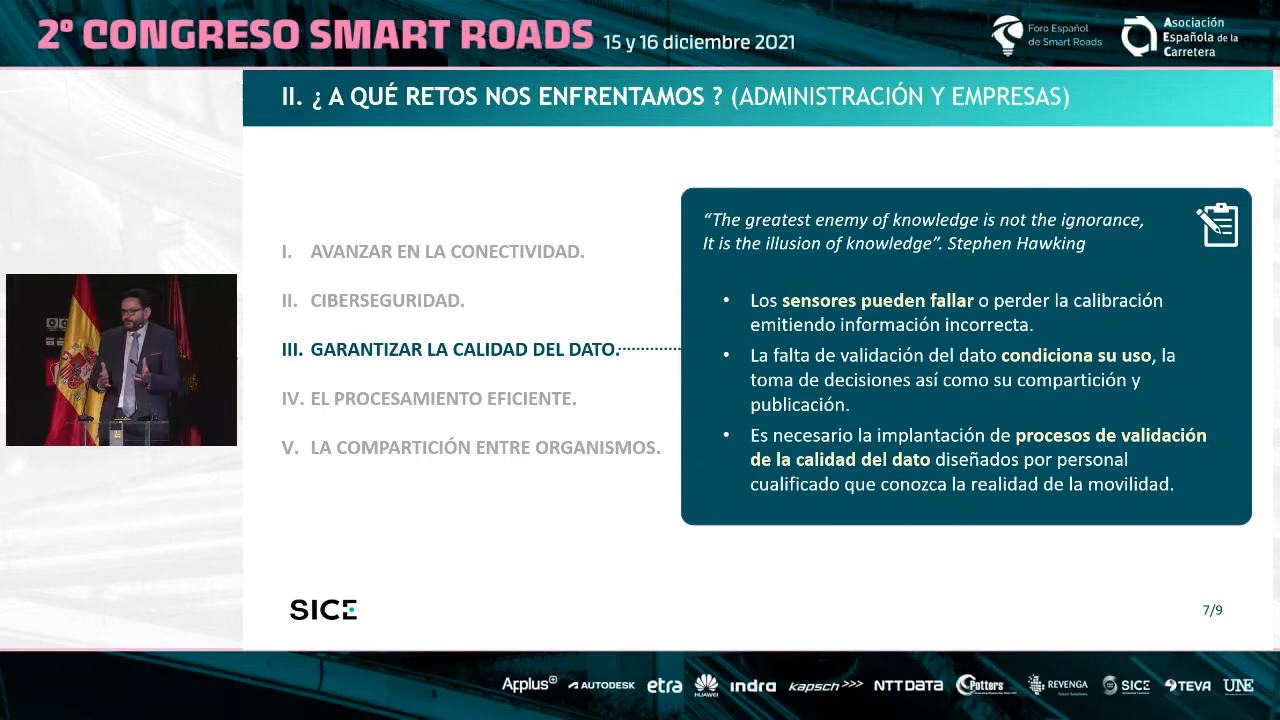 2º CONGRESO SMART ROADS 15 y 16 diciembre 2021
Foro Español
de Smart Roads
Asociación
Española de la
Carretera
II. ¿ A QUÉ RETOS NOS ENFRENTAMOS ? (ADMINISTRACIÓN Y EMPRESAS)
I. AVANZAR EN LA CONECTIVIDAD.
II. CIBERSEGURIDAD.
III. GARANTIZAR LA CALIDAD DEL DATO.
IV. EL PROCESAMIENTO EFICIENTE.
V. LA COMPARTICIÓN ENTRE ORGANISMOS.
“The greatest enemy of knowledge is not the ignorance,
It is the illusion of knowledge”. Stephen Hawking
• Los sensores pueden fallar o perder la calibración
emitiendo información incorrecta.
• La falta de validación del dato condiciona su uso, la
toma de decisiones así como su compartición y
publicación.
• Es necesario la implantación de procesos de validación
de la calidad del dato diseñados por personal
cualificado que conozca la realidad de la movilidad.
SICE
7/9
Applus+ AUTODESK etra HUAWEI indra kapsch>>> NTT DATA Potters REVENGA SICE TEVA UNE